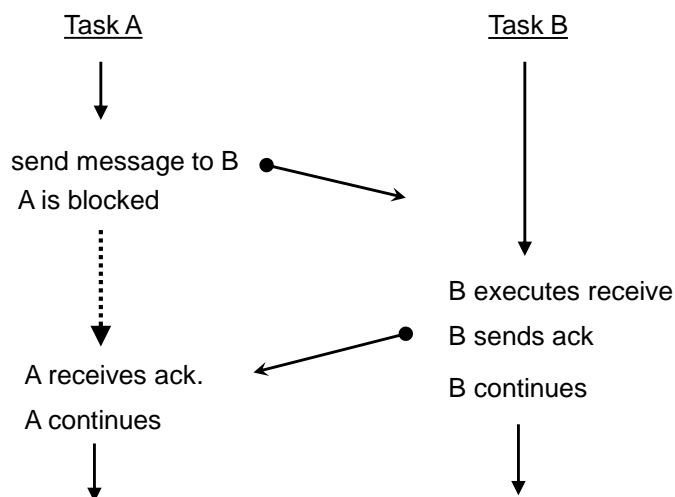 Task A
Task B
send message to B
A is blocked
B executes receive
B sends ack
A receives ack.
B continues
A continues